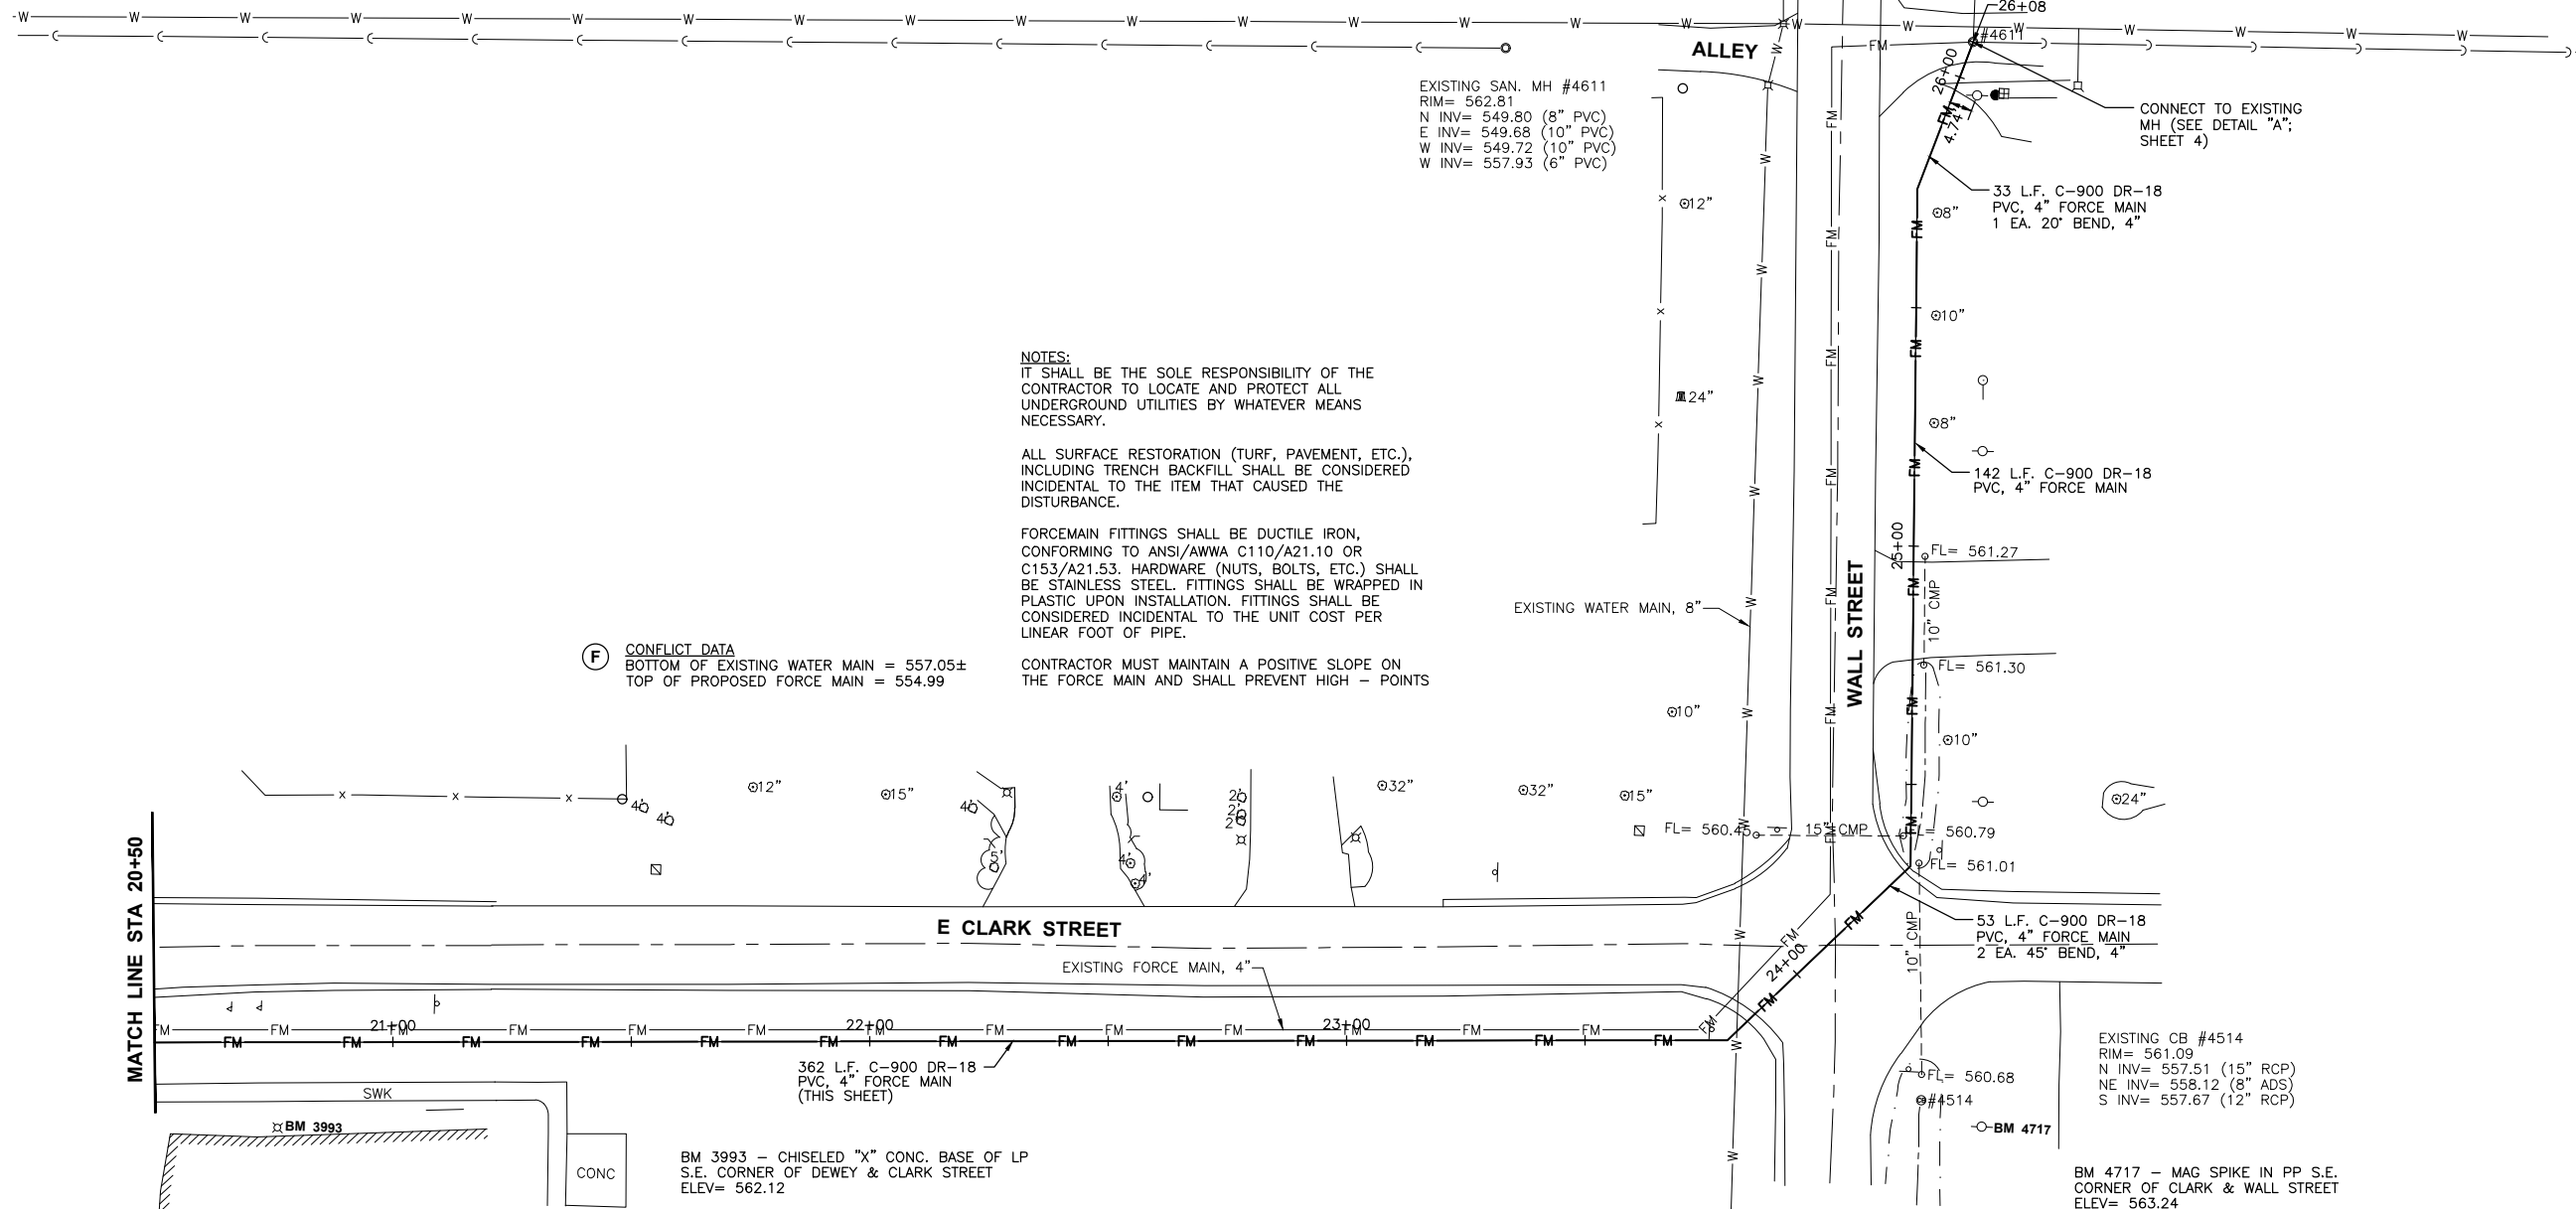 26+08
#4611
ALLEY
26+00
4.74'
EXISTING SAN. MH #4611
RIM= 562.81
N INV= 549.80 (8" PVC)
E INV= 549.68 (10" PVC)
W INV= 549.72 (10" PVC)
W INV= 557.93 (6" PVC)
CONNECT TO EXISTING
MH (SEE DETAIL "A";
SHEET 4)
33 L.F. C-900 DR-18
PVC, 4" FORCE MAIN
1 EA. 20° BEND, 4"
12"
8"
10"
24"
8"
142 L.F. C-900 DR-18
PVC, 4" FORCE MAIN
NOTES:
IT SHALL BE THE SOLE RESPONSIBILITY OF THE
CONTRACTOR TO LOCATE AND PROTECT ALL
UNDERGROUND UTILITIES BY WHATEVER MEANS
NECESSARY.
ALL SURFACE RESTORATION (TURF, PAVEMENT, ETC.),
INCLUDING TRENCH BACKFILL SHALL BE CONSIDERED
INCIDENTAL TO THE ITEM THAT CAUSED THE
DISTURBANCE.
FORCEMAIN FITTINGS SHALL BE DUCTILE IRON,
CONFORMING TO ANSI/AWWA C110/A21.10 OR
C153/A21.53. HARDWARE (NUTS, BOLTS, ETC.) SHALL
BE STAINLESS STEEL. FITTINGS SHALL BE WRAPPED IN
PLASTIC UPON INSTALLATION. FITTINGS SHALL BE
CONSIDERED INCIDENTAL TO THE UNIT COST PER
LINEAR FOOT OF PIPE.
CONTRACTOR MUST MAINTAIN A POSITIVE SLOPE ON
THE FORCE MAIN AND SHALL PREVENT HIGH - POINTS
25+00
FL= 561.27
10" CMP
WALL STREET
EXISTING WATER MAIN, 8"
FL= 561.30
F
CONFLICT DATA
BOTTOM OF EXISTING WATER MAIN = 557.05±
TOP OF PROPOSED FORCE MAIN = 554.99
10"
10"
12"
15"
4'
4'
4'
4'
2'
2'
2'
32"
32"
15"
24"
5'
4'
4'
FL= 560.45
15" CMP
FL= 560.79
FL= 561.01
MATCH LINE STA 20+50
E CLARK STREET
53 L.F. C-900 DR-18
PVC, 4" FORCE MAIN
2 EA. 45° BEND, 4"
10" CMP
EXISTING FORCE MAIN, 4"
24+00
21+00
22+00
23+00
362 L.F. C-900 DR-18
PVC, 4" FORCE MAIN
(THIS SHEET)
EXISTING CB #4514
RIM= 561.09
N INV= 557.51 (15" RCP)
NE INV= 558.12 (8" ADS)
S INV= 557.67 (12" RCP)
FL= 560.68
#4514
SWK
BM 3993
BM 4717
CONC
BM 3993 - CHISELED "X" CONC. BASE OF LP
S.E. CORNER OF DEWEY & CLARK STREET
ELEV= 562.12
BM 4717 - MAG SPIKE IN PP S.E.
CORNER OF CLARK & WALL STREET
ELEV= 563.24